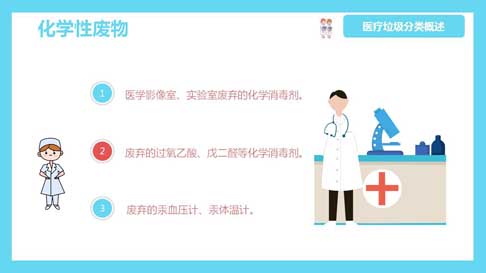 化学性废物
医疗垃圾分类概述
1
医学影像室、实验室废弃的化学消毒剂。
2
废弃的过氧乙酸、戊二醛等化学消毒剂。
3
废弃的汞血压计、汞体温计。